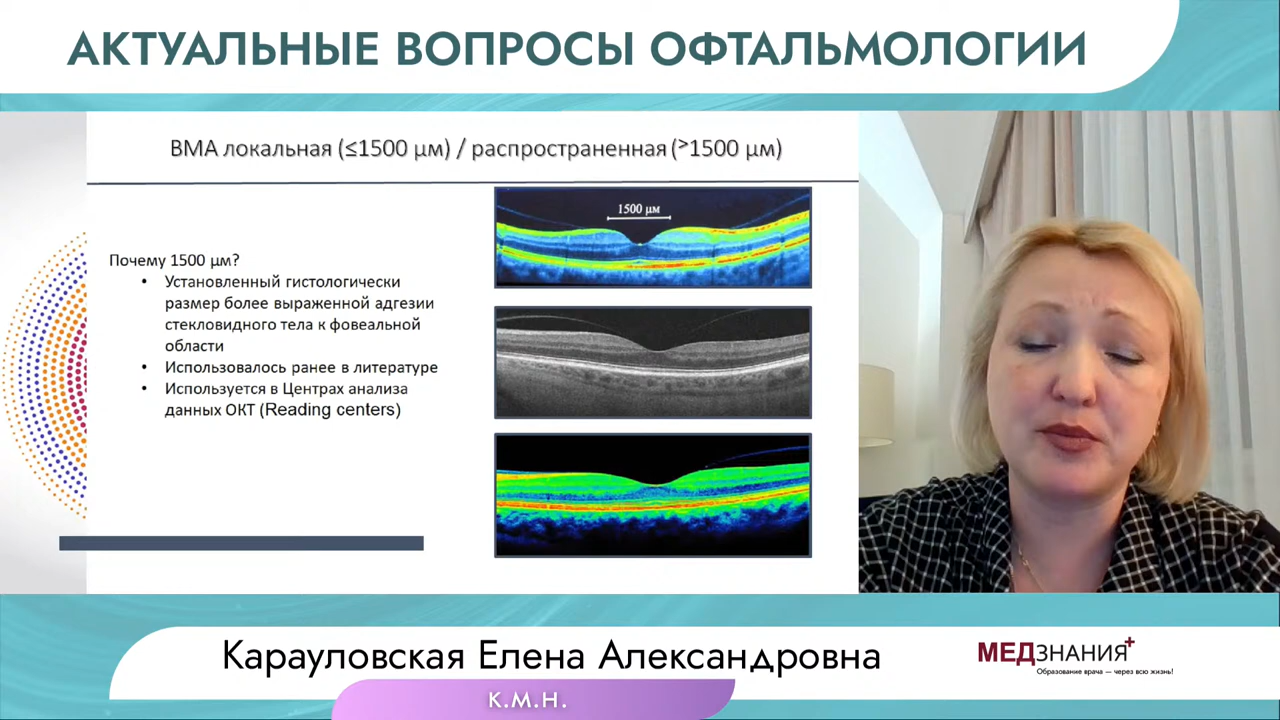 АКТУАЛЬНЫЕ ВОПРОСЫ ОФТАЛЬМОЛОГИИ
ВМА локальная (≤1500 μм) / распространенная (>1500 μм)
Почему 1500 μм?
• Установленный гистологически
размер более выраженной адгезии
стекловидного тела к фовеальной
области
• Использовалось ранее в литературе
• Используется в Центрах анализа
данных ОКТ (Reading centers)
1500 μм
Карауловская Елена Александровна
к.м.н.
МЕДЗНАНИЯ+
Образование врача — через всю жизнь!